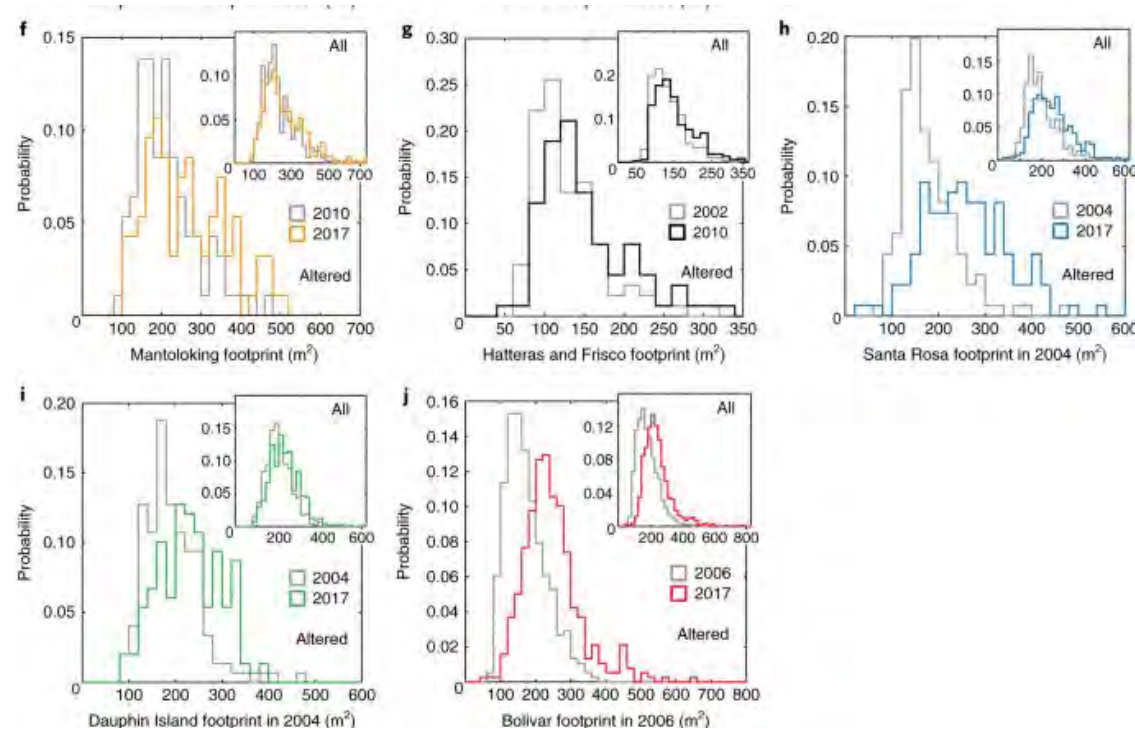 f
0.15
0.10
0.05
0
Probability
100 200 300 400 500 600 700
Mantoloking footprint (m²)
All
0.10
0.05
0
100 300 500 700
2010
2017
Altered
g
0.30
0.25
0.20
0.15
0.10
0.05
0
Probability
50 100 150 200 250 300 350
Hatteras and Frisco footprint (m²)
All
0.2
0.1
0
50 150 250 350
2002
2010
Altered
h
0.20
0.15
0.10
0.05
0
Probability
100 200 300 400 500 600
Santa Rosa footprint in 2004 (m²)
All
0.15
0.10
0.05
0
200 400 600
2004
2017
Altered
i
0.20
0.15
0.10
0.05
0
Probability
100 200 300 400 500 600
Dauphin Island footprint in 2004 (m²)
All
0.15
0.10
0.05
0
200 400 600
2004
2017
Altered
j
0.16
0.14
0.12
0.10
0.08
0.06
0.04
0.02
0
Probability
100 200 300 400 500 600 700 800
Bolivar footprint in 2006 (m²)
All
0.12
0.08
0.04
0
200 400 600 800
2006
2017
Altered